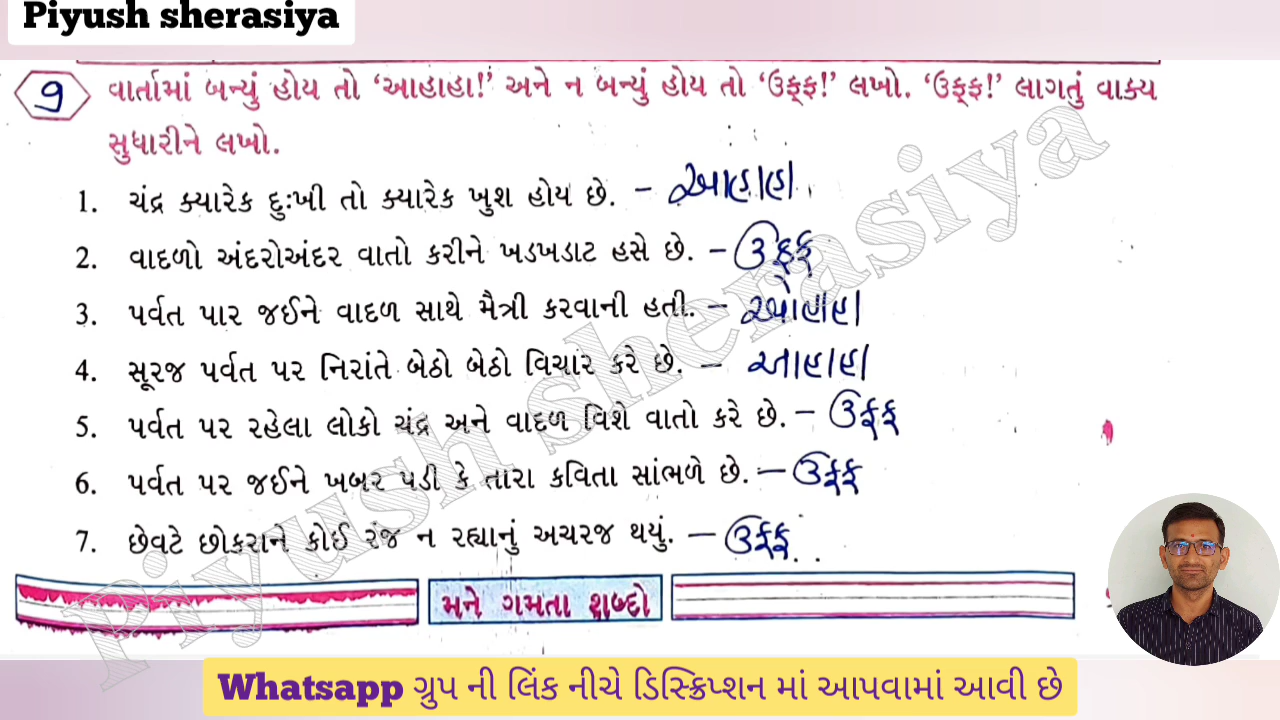 Piyush sherasiya
9 વાર્તામાં બન્યું હોય તો ‘આહાહા!’ અને ન બન્યું હોય તો ‘ઉફ્ફ!’ લખો. ‘ઉફ્ફ!’ લાગતું વાક્ય
સુધારીને લખો.
1. ચંદ્ર ક્યારેક દુઃખી તો ક્યારેક ખુશ હોય છે. – આહાહા
2. વાદળો અંદરોઅંદર વાતો કરીને ખડખડાટ હસે છે. – ઉફ્ફ
3. પર્વત પાર જઈને વાદળ સાથે મૈત્રી કરવાની હતી. – આહાહા
4. સૂરજ પર્વત પર નિરાંતે બેઠો બેઠો વિચાર કરે છે. – આહાહા
5. પર્વત પર રહેલા લોકો ચંદ્ર અને વાદળ વિશે વાતો કરે છે. – ઉફ્ફ
6. પર્વત પર જઈને ખબર પડી કે તારા કવિતા સાંભળે છે. – ઉફ્ફ
7. છેવટે છોકરાને કોઈ રંજ ન રહ્યાનું અચરજ થયું. – ઉફ્ફ
મને ગમતા શબ્દો
Piyush sherasiya
Whatsapp ગ્રુપ ની લિંક નીચે ડિસ્ક્રિપ્શન માં આપવામાં આવી છે